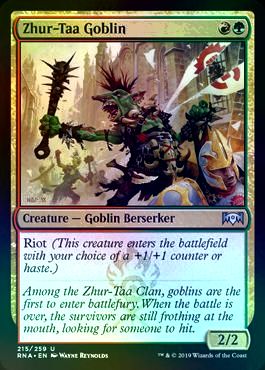 Zhur-Taa Goblin
Creature — Goblin Berserker
Riot (This creature enters the battlefield
with your choice of a +1/+1 counter or
haste.)
Among the Zhur-Taa Clan, goblins are the
first to enter battlefury. When the battle is
over, the survivors are still frothing at the
mouth, looking for someone to hit.
2/2
215/259 U
RNA • EN Wayne Reynolds
™ & © 2019 Wizards of the Coast